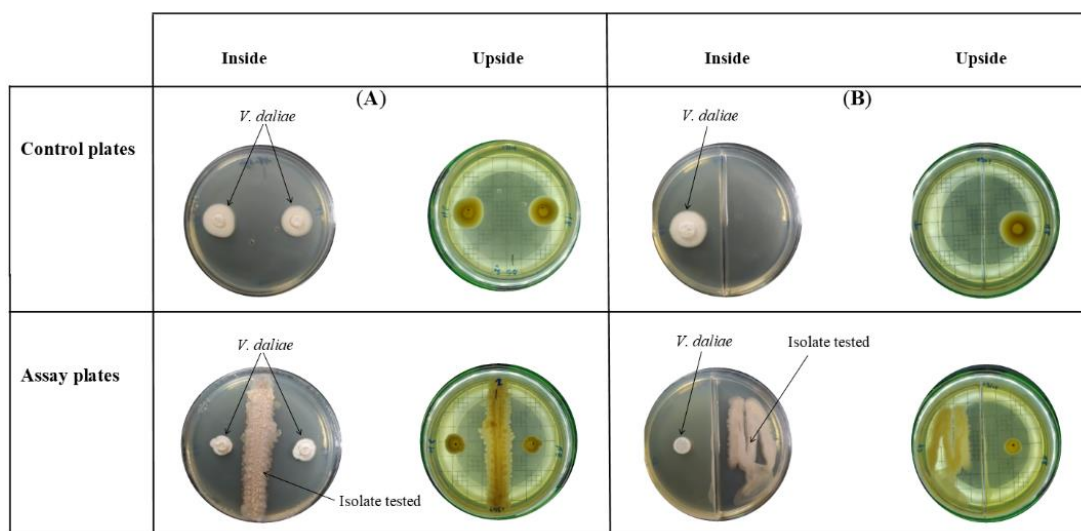 Inside Upside Inside Upside
(A) (B)
Control plates
V. daliae
V. daliae
Assay plates
V. daliae
Isolate tested
V. daliae
Isolate tested